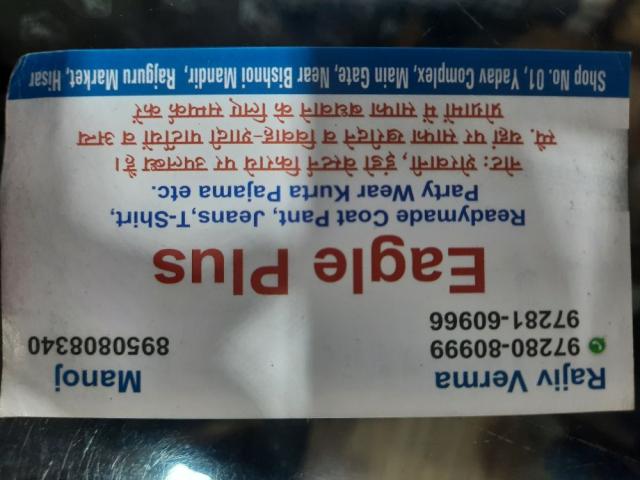 Rajiv Verma
97280-80999
97281-60966
Manoj
8950808340
Eagle Plus
Readymade Coat Pant, Jeans,T-Shirt,
Party Wear Kurta Pajama etc.
नोट: शेरवानी, इंडो वेस्टर्न किराये पर उपलब्ध हैं।
यहां पर साफा खरीदने व विवाह-शादी पार्टीयों व अन्य
प्रोग्रामों में साफा बंधवाने के लिए सम्पर्क करें
Shop No. 01, Yadav Complex, Main Gate, Near Bishnoi Mandir, Rajguru Market, Hisar